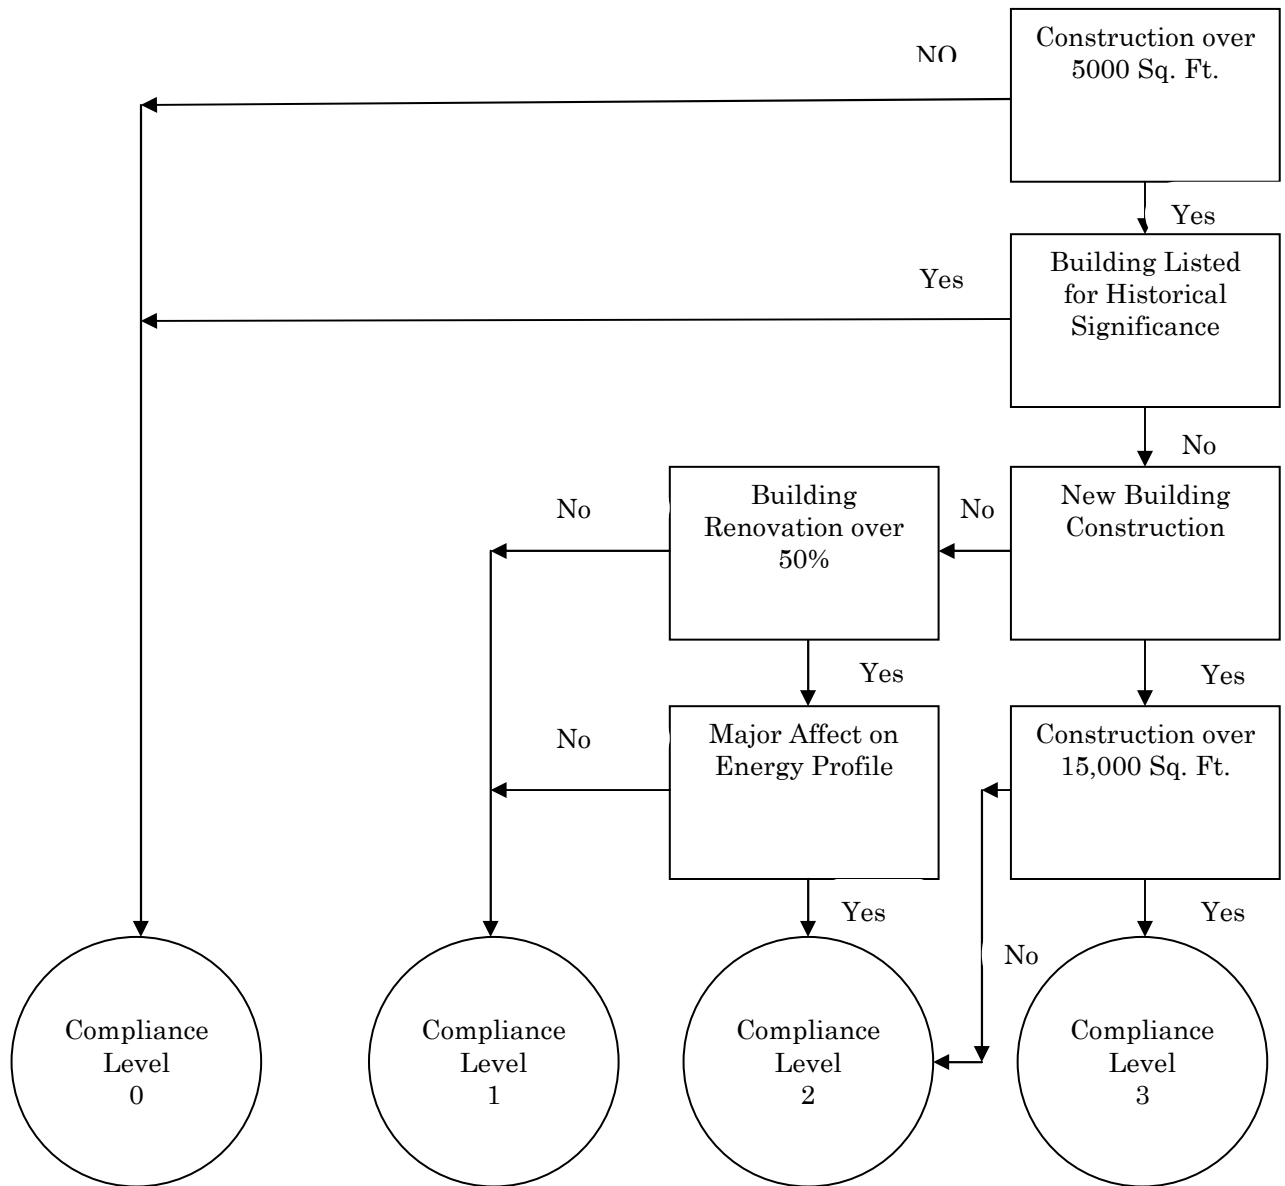 NO
Construction over
5000 Sq. Ft.
Yes
Yes
Building Listed
for Historical
Significance
No
No
Building
Renovation over
50%
No
New Building
Construction
Yes
Yes
No
Major Affect on
Energy Profile
Construction over
15,000 Sq. Ft.
Yes
No
Yes
Compliance
Level
0
Compliance
Level
1
Compliance
Level
2
Compliance
Level
3